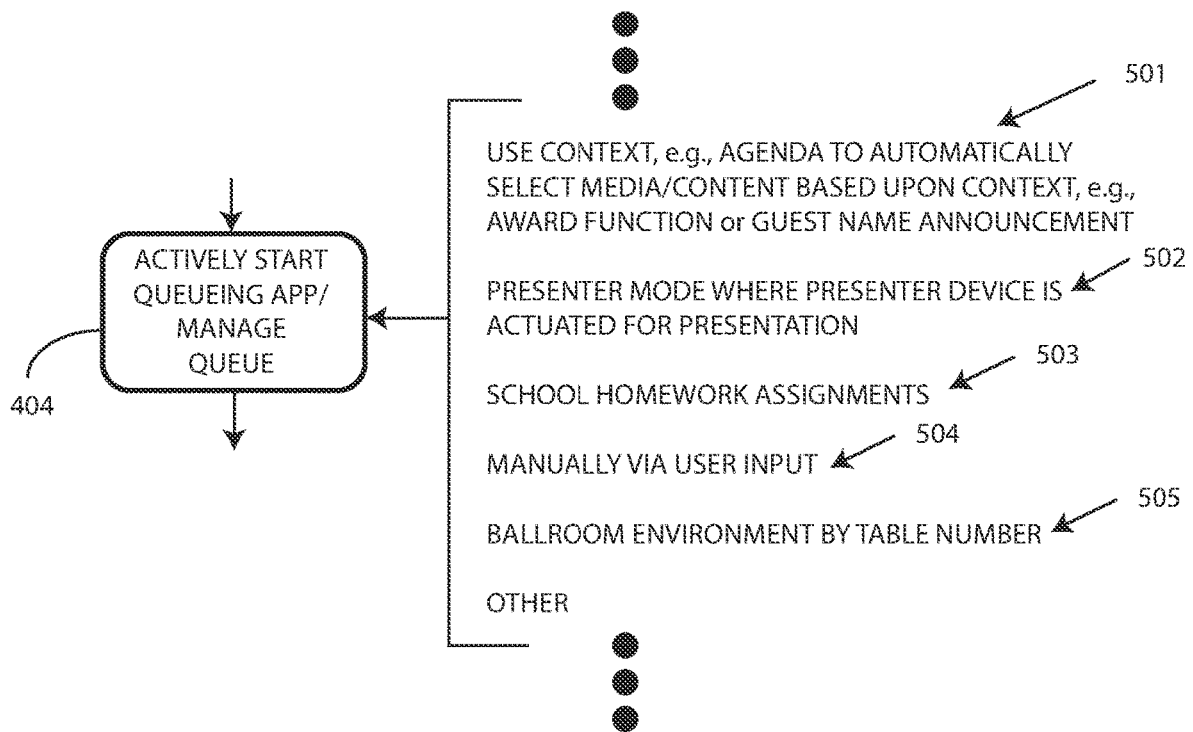 501
USE CONTEXT, e.g., AGENDA TO AUTOMATICALLY
SELECT MEDIA/CONTENT BASED UPON CONTEXT, e.g.,
AWARD FUNCTION or GUEST NAME ANNOUNCEMENT
502
PRESENTER MODE WHERE PRESENTER DEVICE IS
ACTUATED FOR PRESENTATION
503
SCHOOL HOMEWORK ASSIGNMENTS
504
MANUALLY VIA USER INPUT
505
BALLROOM ENVIRONMENT BY TABLE NUMBER
OTHER
ACTIVELY START
QUEUEING APP/
MANAGE
QUEUE
404